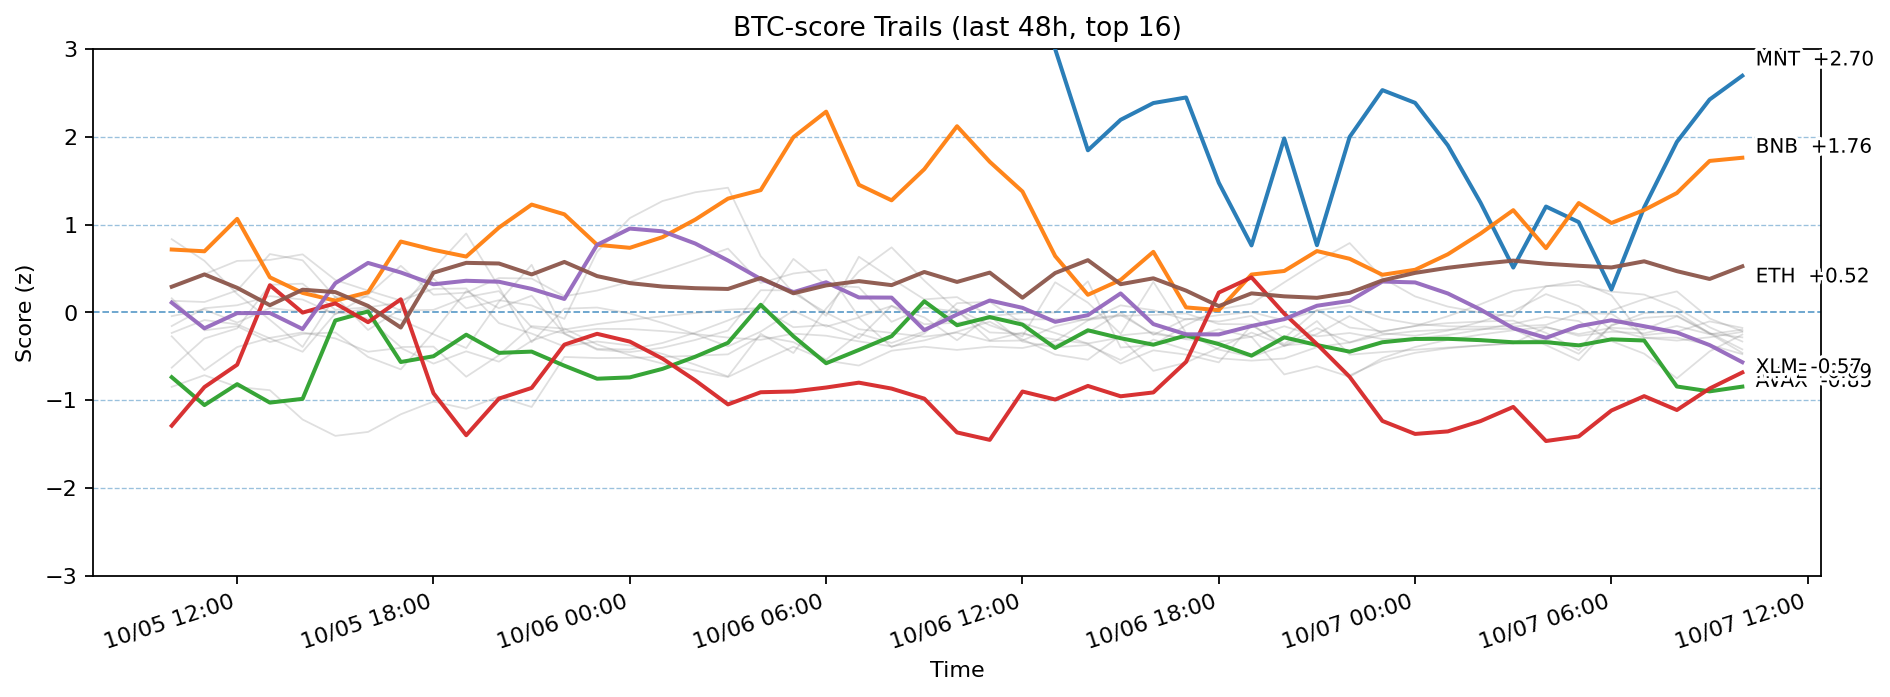 BTC-score Trails (last 48h, top 16)
Score (z)
3
2
1
0
−1
−2
−3
MNT +2.70
BNB +1.76
ETH +0.52
XLM -0.57
AVAX -0.85
10/05 12:00
10/05 18:00
10/06 00:00
10/06 06:00
10/06 12:00
10/06 18:00
10/07 00:00
10/07 06:00
10/07 12:00
Time